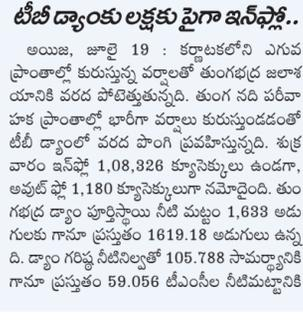 టీబీ డ్యాంకు లక్షకు పైగా ఇన్‌ఫ్లో..
అయిజ, జూలై 19 : కర్ణాటకలోని ఎగువ
ప్రాంతాల్లో కురుస్తున్న వర్షాలతో తుంగభద్ర జలాశ
యానికి వరద పోటెత్తుతున్నది. తుంగ నది పరీవా
హక ప్రాంతాల్లో భారీగా వర్షాలు కురుస్తుండడంతో
టీబీ డ్యాంలో వరద పొంగి ప్రవహిస్తున్నది. శుక్ర
వారం ఇన్‌ఫ్లో 1,08,326 క్యూసెక్కులు ఉండగా,
అవుట్ ఫ్లో 1,180 క్యూసెక్కులుగా నమోదైంది. తుం
గభద్ర డ్యాం పూర్తిస్థాయి నీటి మట్టం 1,633 అడు
గులకు గానూ ప్రస్తుతం 1619.18 అడుగులు ఉన్న
ది. డ్యాం గరిష్ఠ నీటినిల్వతో 105.788 సామర్థ్యానికి
గానూ ప్రస్తుతం 59.056 టీఎంసీల నీటిమట్టానికి